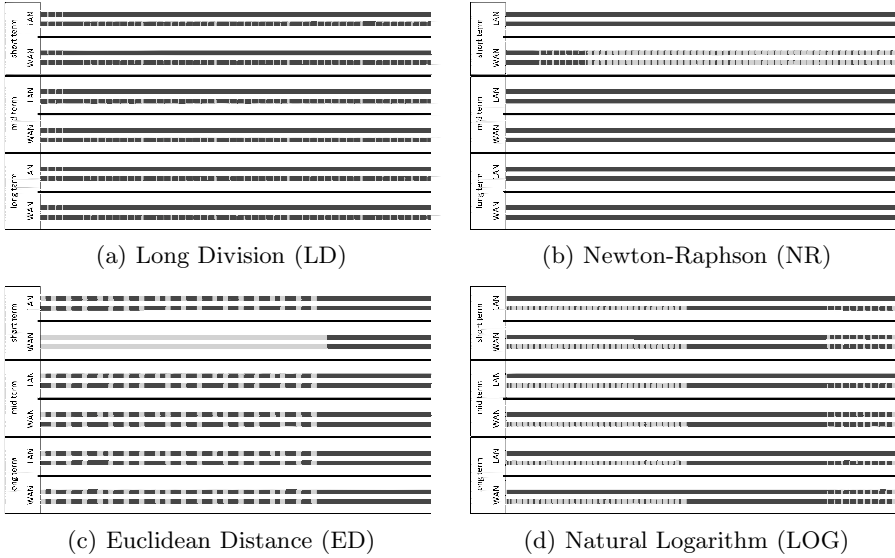 short term LAN WAN
mid term LAN WAN
long term LAN WAN
short term LAN WAN
mid term LAN WAN
long term LAN WAN
(a) Long Division (LD)
(b) Newton-Raphson (NR)
short term LAN WAN
mid term LAN WAN
long term LAN WAN
short term LAN WAN
mid term LAN WAN
long term LAN WAN
(c) Euclidean Distance (ED)
(d) Natural Logarithm (LOG)